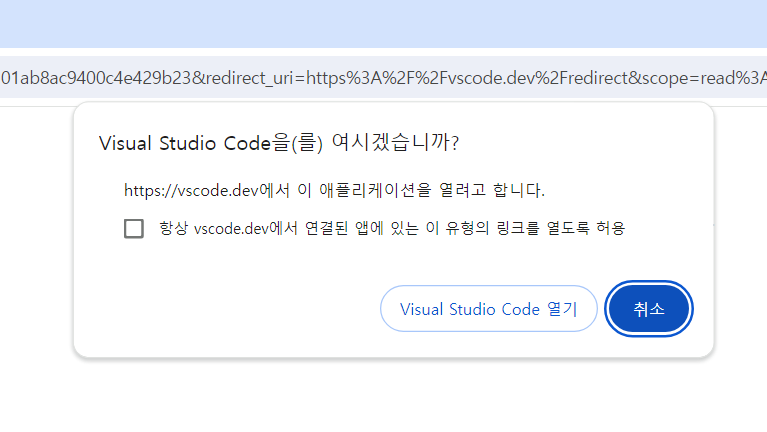 01ab8ac9400c4e429b23&redirect_uri=https%3A%2F%2Fvscode.dev%2Fredirect&scope=read%3A
Visual Studio Code을(를) 여시겠습니까?
https://vscode.dev에서 이 애플리케이션을 열려고 합니다.
항상 vscode.dev에서 연결된 앱에 있는 이 유형의 링크를 열도록 허용
Visual Studio Code 열기
취소